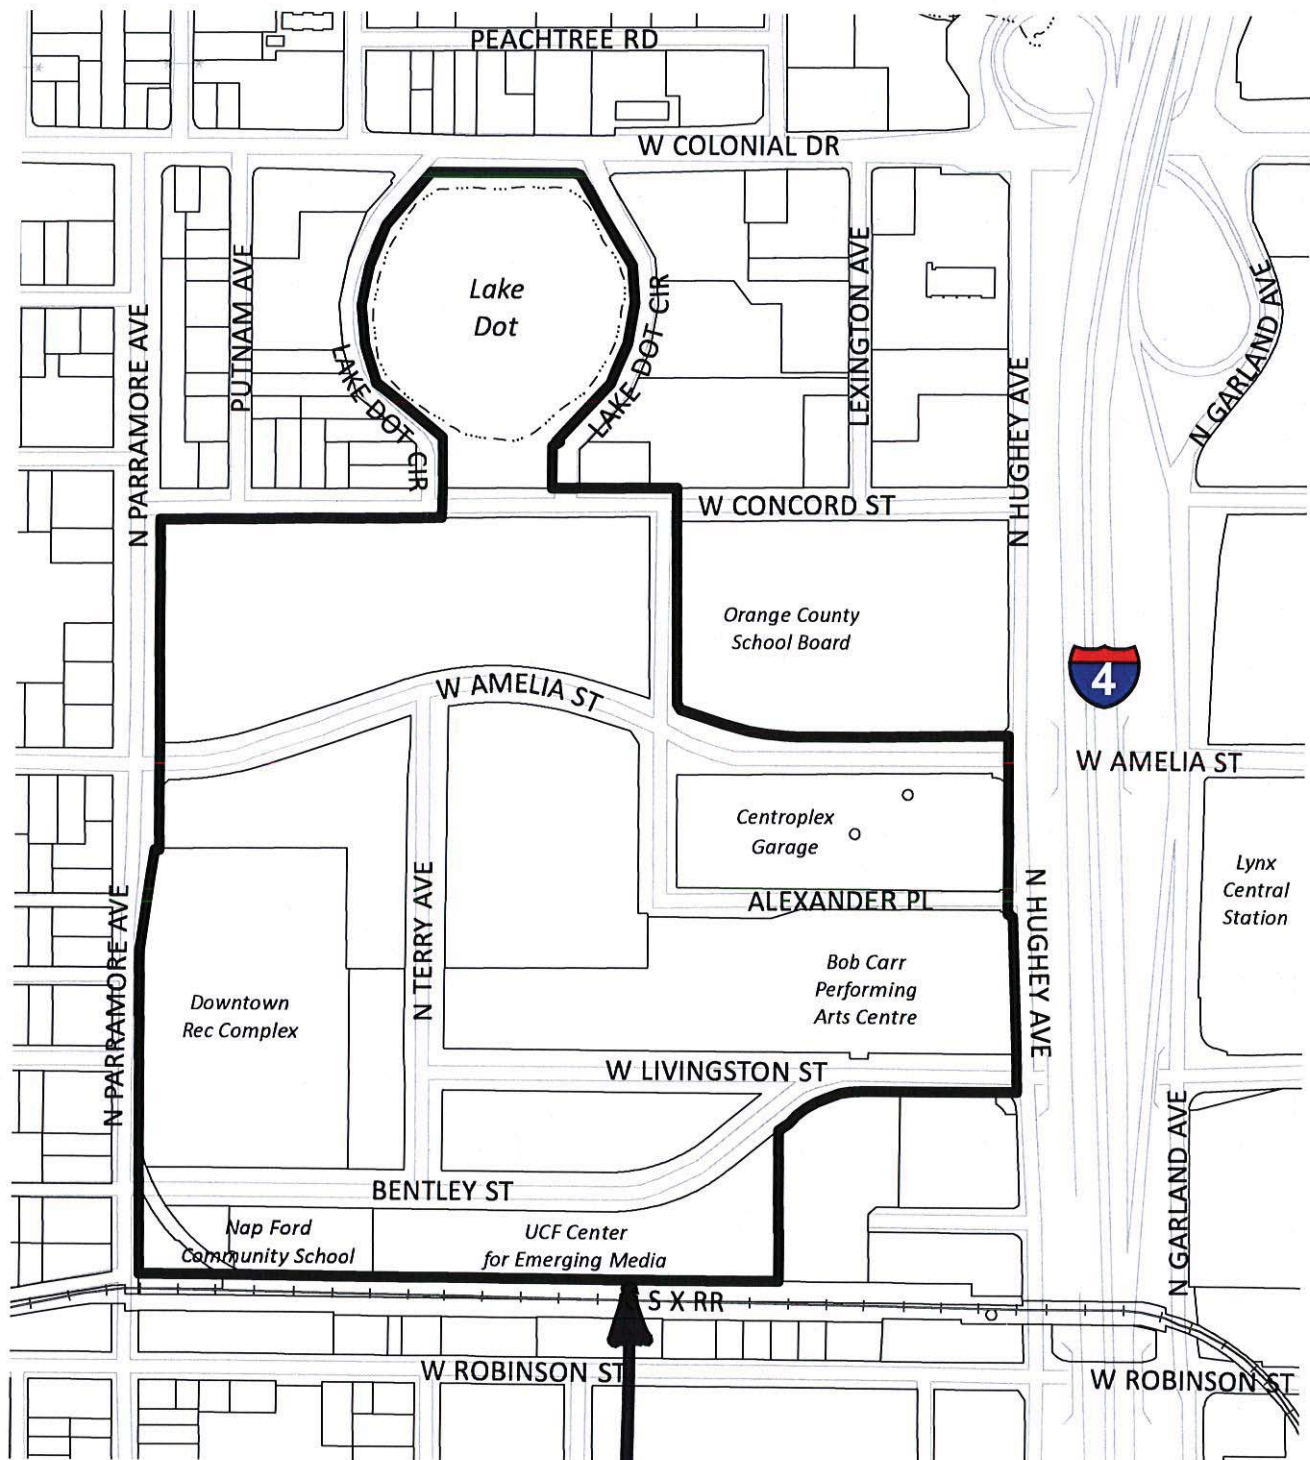 PEACHTREE RD
W COLONIAL DR
N PARRAMORE AVE
PUTNAM AVE
LAKE DOT CIR
Lake
Dot
LAKE DOT CIR
LEXINGTON AVE
N HUGHEY AVE
N GARLAND AVE
W CONCORD ST
Orange County
School Board
4
W AMELIA ST
W AMELIA ST
Centroplex
Garage
ALEXANDER PL
Lynx
Central
Station
N PARRAMORE AVE
N TERRY AVE
N HUGHEY AVE
Bob Carr
Performing
Arts Centre
Downtown
Rec Complex
W LIVINGSTON ST
N GARLAND AVE
BENTLEY ST
Nap Ford
Community School
UCF Center
for Emerging Media
S X RR
W ROBINSON ST
W ROBINSON ST